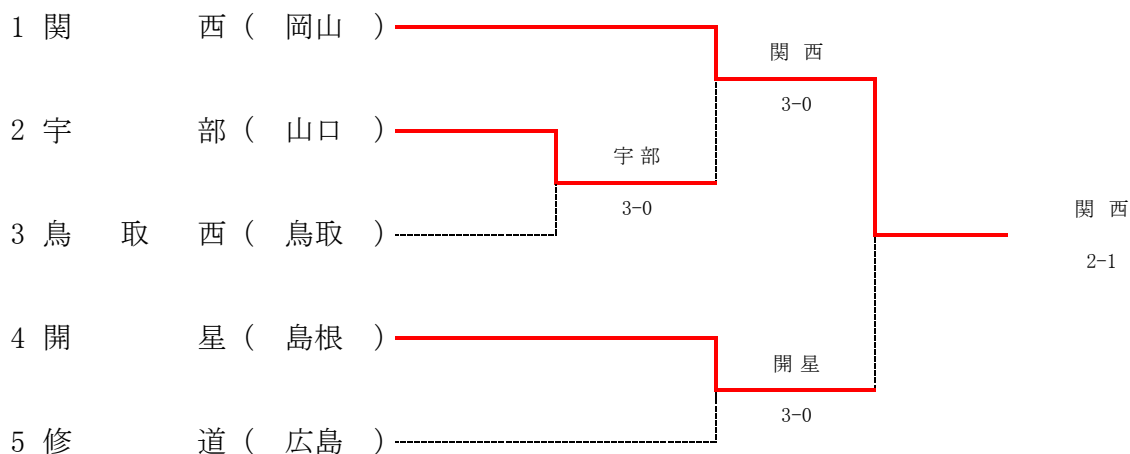 1 関 西 ( 岡山 )
関 西
3-0
2 宇 部 ( 山口 )
宇 部
3-0
3 鳥 取 西 ( 鳥取 )
関 西
2-1
4 開 星 ( 島根 )
開 星
3-0
5 修 道 ( 広島 )